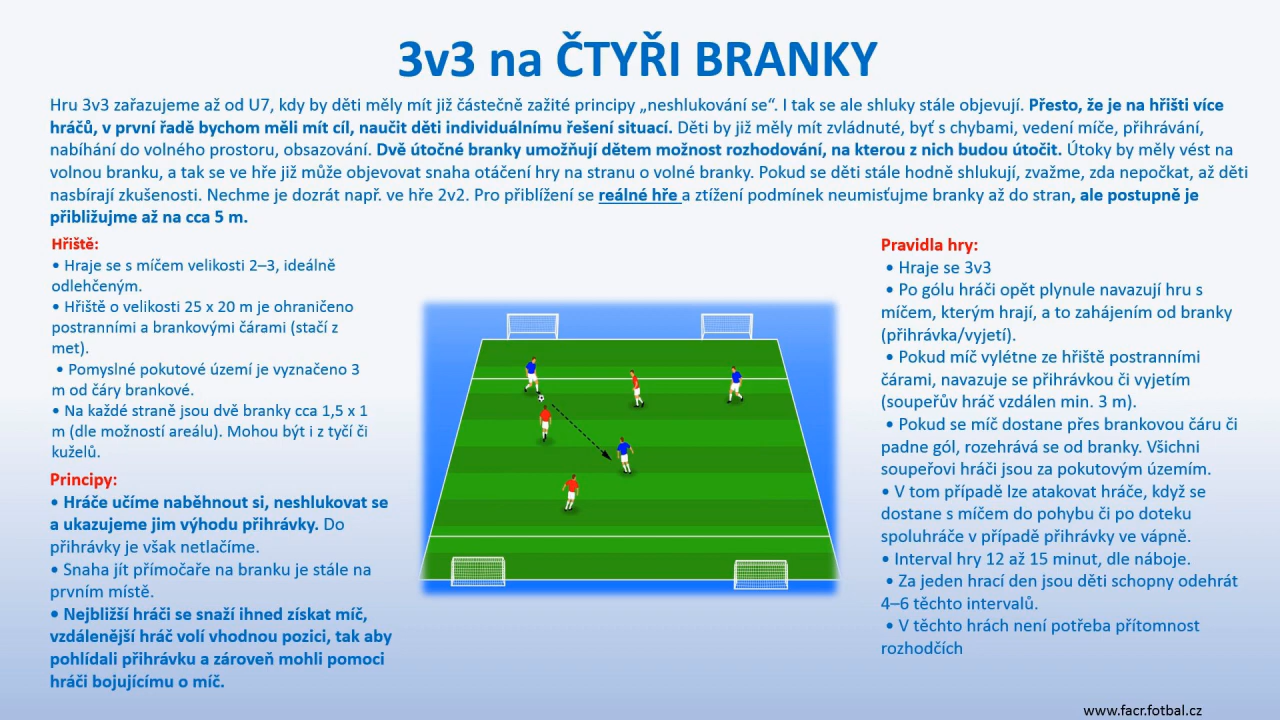 3v3 na ČTYŘI BRANKY
Hru 3v3 zařazujeme až od U7, kdy by děti měly mít již částečně zažité principy „neshlukování se“. I tak se ale shluky stále objevují. Přesto, že je na hřišti více
hráčů, v první řadě bychom měli mít cíl, naučit děti individuálnímu řešení situací. Děti by již měly mít zvládnuté, byť s chybami, vedení míče, přihrávání,
nabíhání do volného prostoru, obsazování. Dvě útočné branky umožňují dětem možnost rozhodování, na kterou z nich budou útočit. Útoky by měly vést na
volnou branku, a tak se ve hře již může objevovat snaha otáčení hry na stranu o volné branky. Pokud se děti stále hodně shlukují, zvažme, zda nepočkat, až děti
nasbírají zkušenosti. Nechme je dozrát např. ve hře 2v2. Pro přiblížení se reálné hře a ztížení podmínek neumisťujme branky až do stran, ale postupně je
přibližujme až na cca 5 m.
Hřiště:
• Hraje se s míčem velikosti 2–3, ideálně
odlehčeným.
• Hřiště o velikosti 25 x 20 m je ohraničeno
postranními a brankovými čárami (stačí z
met).
• Pomyslné pokutové území je vyznačeno 3
m od čáry brankové.
• Na každé straně jsou dvě branky cca 1,5 x 1
m (dle možností areálu). Mohou být i z tyčí či
kuželů.
Principy:
• Hráče učíme naběhnout si, neshlukovat se
a ukazujeme jim výhodu přihrávky. Do
přihrávky je však netlačíme.
• Snaha jít přímočaře na branku je stále na
prvním místě.
• Nejbližší hráči se snaží ihned získat míč,
vzdálenější hráč volí vhodnou pozici, tak aby
pohlídali přihrávku a zároveň mohli pomoci
hráči bojujícímu o míč.
Pravidla hry:
• Hraje se 3v3
• Po gólu hráči opět plynule navazují hru s
míčem, kterým hrají, a to zahájením od branky
(přihrávka/vyjetí).
• Pokud míč vylétne ze hřiště postranními
čárami, navazuje se přihrávkou či vyjetím
(soupeřův hráč vzdálen min. 3 m).
• Pokud se míč dostane přes brankovou čáru či
padne gól, rozehrává se od branky. Všichni
soupeřovi hráči jsou za pokutovým územím.
• V tom případě lze atakovat hráče, když se
dostane s míčem do pohybu či po doteku
spoluhráče v případě přihrávky ve vápně.
• Interval hry 12 až 15 minut, dle náboje.
• Za jeden hrací den jsou děti schopny odehrát
4–6 těchto intervalů.
• V těchto hrách není potřeba přítomnost
rozhodčích
www.facr.fotbal.cz